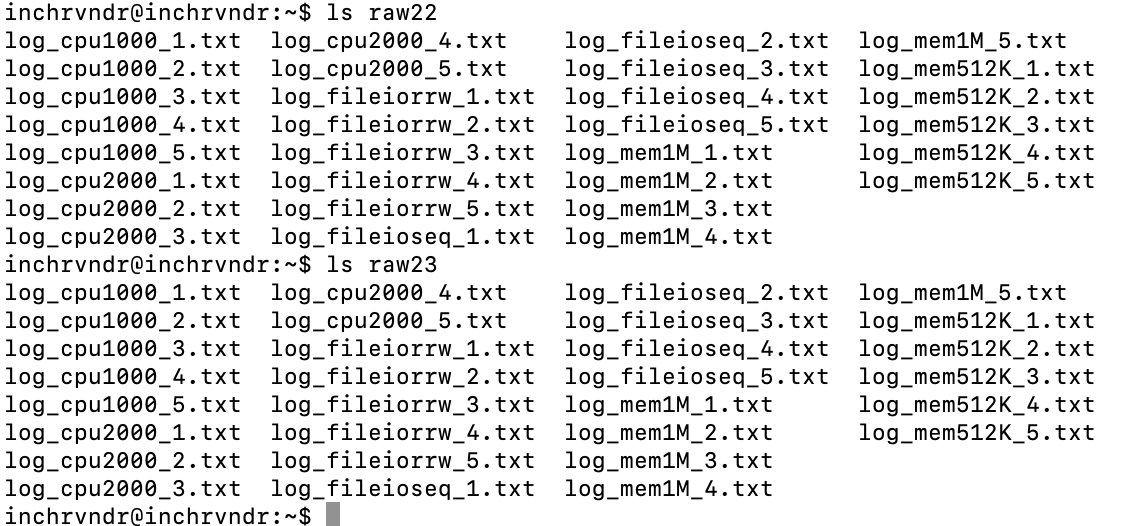 inchrvndr@inchrvndr:~$ ls raw22
log_cpu1000_1.txt  log_cpu2000_4.txt    log_fileioseq_2.txt  log_mem1M_5.txt
log_cpu1000_2.txt  log_cpu2000_5.txt    log_fileioseq_3.txt  log_mem512K_1.txt
log_cpu1000_3.txt  log_fileiorrw_1.txt  log_fileioseq_4.txt  log_mem512K_2.txt
log_cpu1000_4.txt  log_fileiorrw_2.txt  log_fileioseq_5.txt  log_mem512K_3.txt
log_cpu1000_5.txt  log_fileiorrw_3.txt  log_mem1M_1.txt      log_mem512K_4.txt
log_cpu2000_1.txt  log_fileiorrw_4.txt  log_mem1M_2.txt      log_mem512K_5.txt
log_cpu2000_2.txt  log_fileiorrw_5.txt  log_mem1M_3.txt
log_cpu2000_3.txt  log_fileioseq_1.txt  log_mem1M_4.txt
inchrvndr@inchrvndr:~$ ls raw23
log_cpu1000_1.txt  log_cpu2000_4.txt    log_fileioseq_2.txt  log_mem1M_5.txt
log_cpu1000_2.txt  log_cpu2000_5.txt    log_fileioseq_3.txt  log_mem512K_1.txt
log_cpu1000_3.txt  log_fileiorrw_1.txt  log_fileioseq_4.txt  log_mem512K_2.txt
log_cpu1000_4.txt  log_fileiorrw_2.txt  log_fileioseq_5.txt  log_mem512K_3.txt
log_cpu1000_5.txt  log_fileiorrw_3.txt  log_mem1M_1.txt      log_mem512K_4.txt
log_cpu2000_1.txt  log_fileiorrw_4.txt  log_mem1M_2.txt      log_mem512K_5.txt
log_cpu2000_2.txt  log_fileiorrw_5.txt  log_mem1M_3.txt
log_cpu2000_3.txt  log_fileioseq_1.txt  log_mem1M_4.txt
inchrvndr@inchrvndr:~$